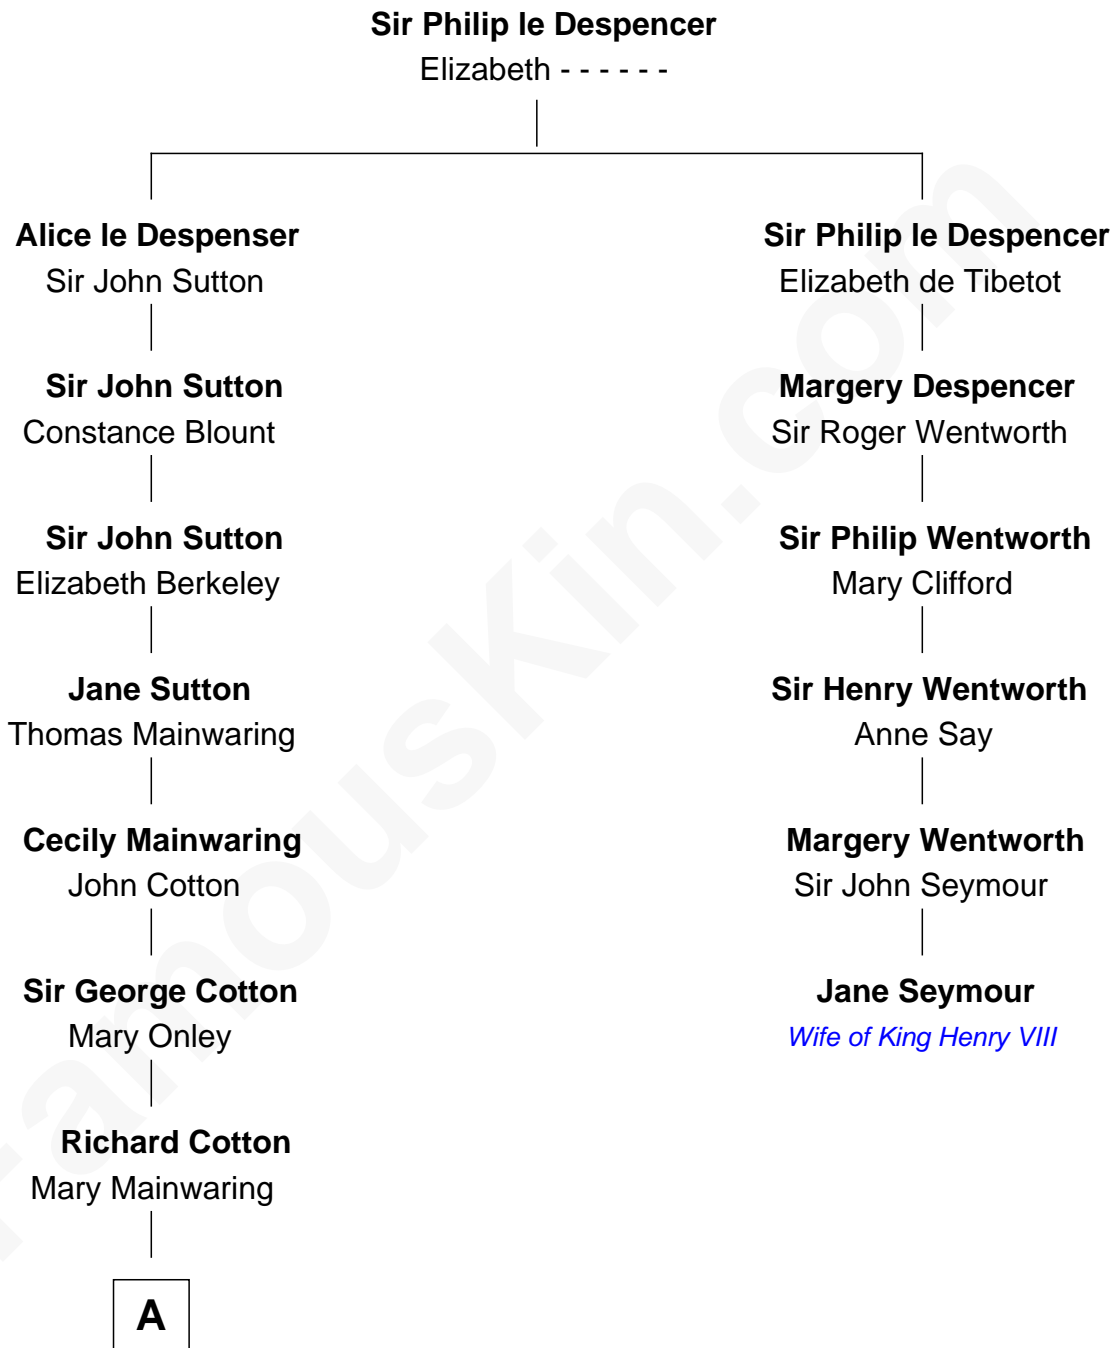 Sir Philip le Despencer
Elizabeth - - - - - -
Alice le Despenser
Sir John Sutton
Sir Philip le Despencer
Elizabeth de Tibetot
Sir John Sutton
Constance Blount
Margery Despencer
Sir Roger Wentworth
Sir John Sutton
Elizabeth Berkeley
Sir Philip Wentworth
Mary Clifford
Jane Sutton
Thomas Mainwaring
Sir Henry Wentworth
Anne Say
Cecily Mainwaring
John Cotton
Margery Wentworth
Sir John Seymour
Sir George Cotton
Mary Onley
Jane Seymour
Wife of King Henry VIII
Richard Cotton
Mary Mainwaring
A
FamousKin.com